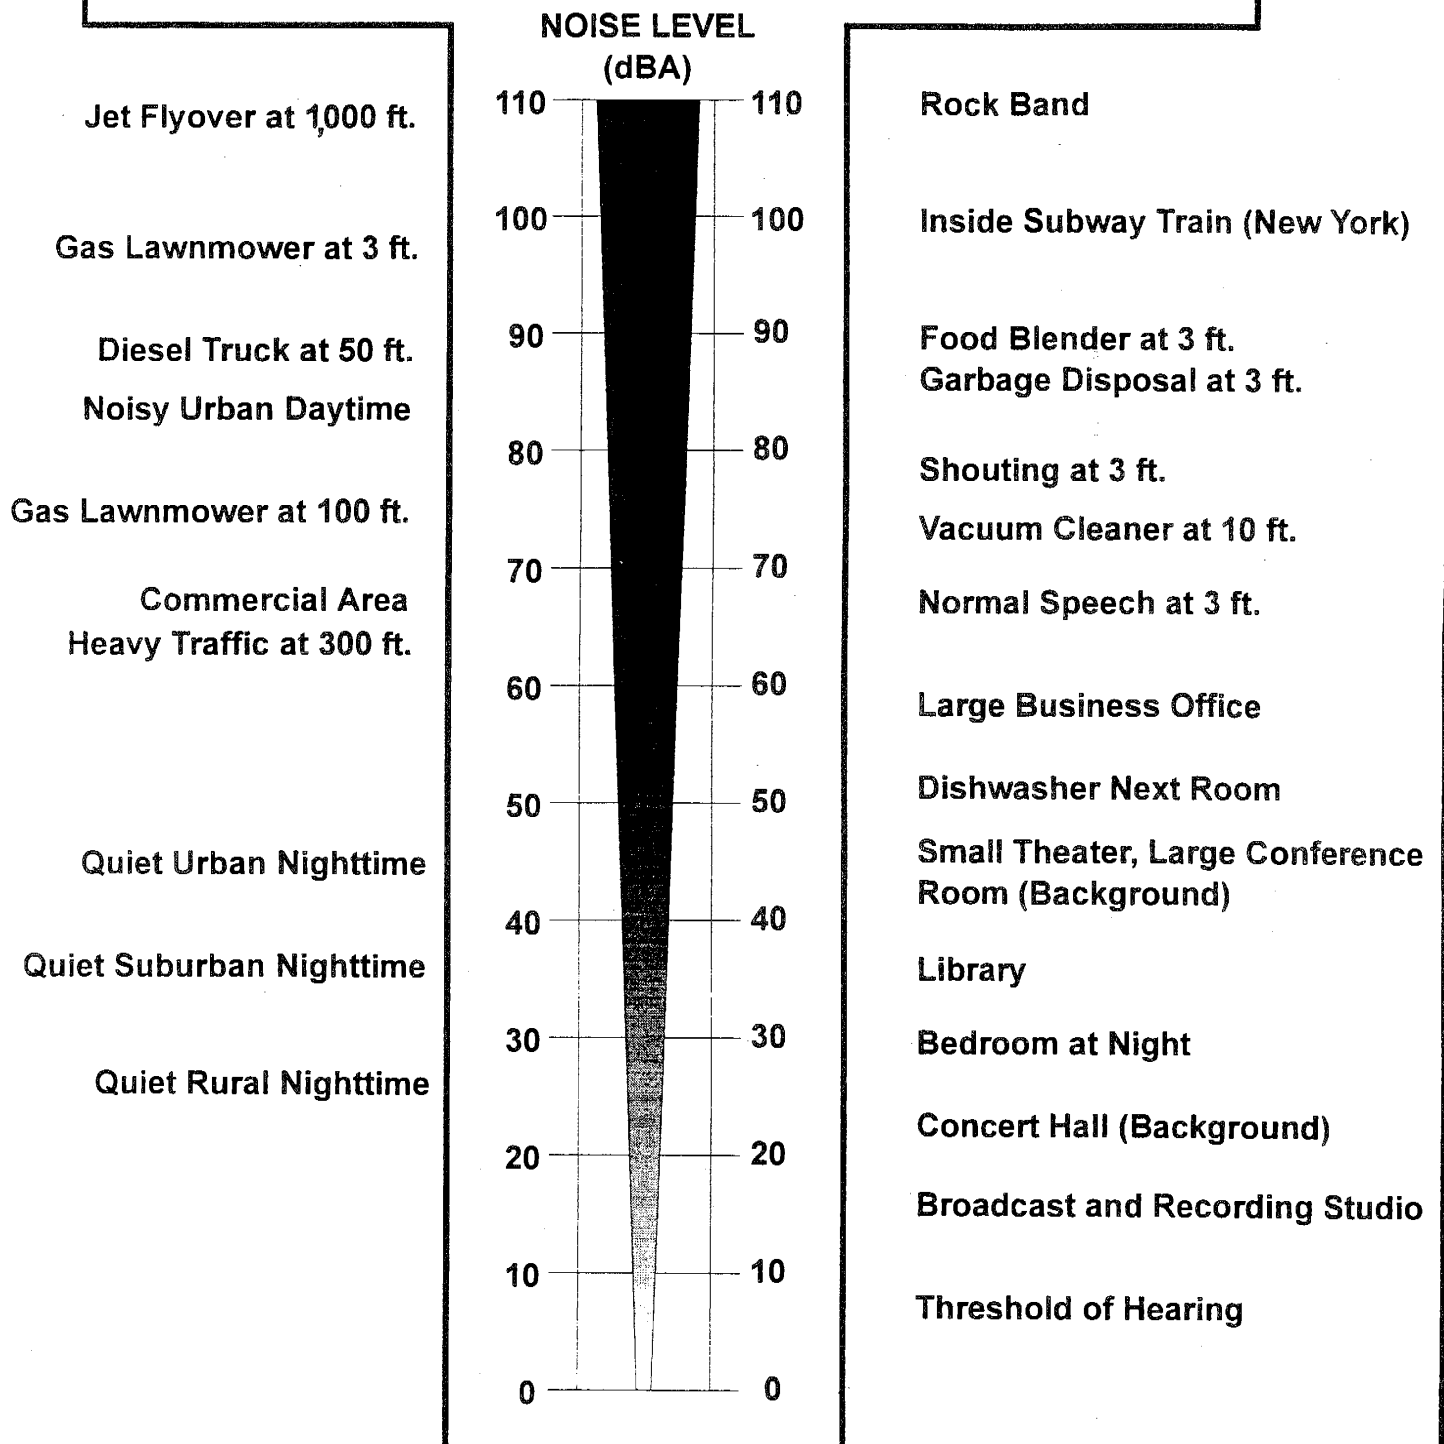 NOISE LEVEL
(dBA)
Jet Flyover at 1,000 ft.
Gas Lawnmower at 3 ft.
Diesel Truck at 50 ft.
Noisy Urban Daytime
Gas Lawnmower at 100 ft.
Commercial Area
Heavy Traffic at 300 ft.
Quiet Urban Nighttime
Quiet Suburban Nighttime
Quiet Rural Nighttime
110 110
100 100
90 90
80 80
70 70
60 60
50 50
40 40
30 30
20 20
10 10
0 0
Rock Band
Inside Subway Train (New York)
Food Blender at 3 ft.
Garbage Disposal at 3 ft.
Shouting at 3 ft.
Vacuum Cleaner at 10 ft.
Normal Speech at 3 ft.
Large Business Office
Dishwasher Next Room
Small Theater, Large Conference
Room (Background)
Library
Bedroom at Night
Concert Hall (Background)
Broadcast and Recording Studio
Threshold of Hearing